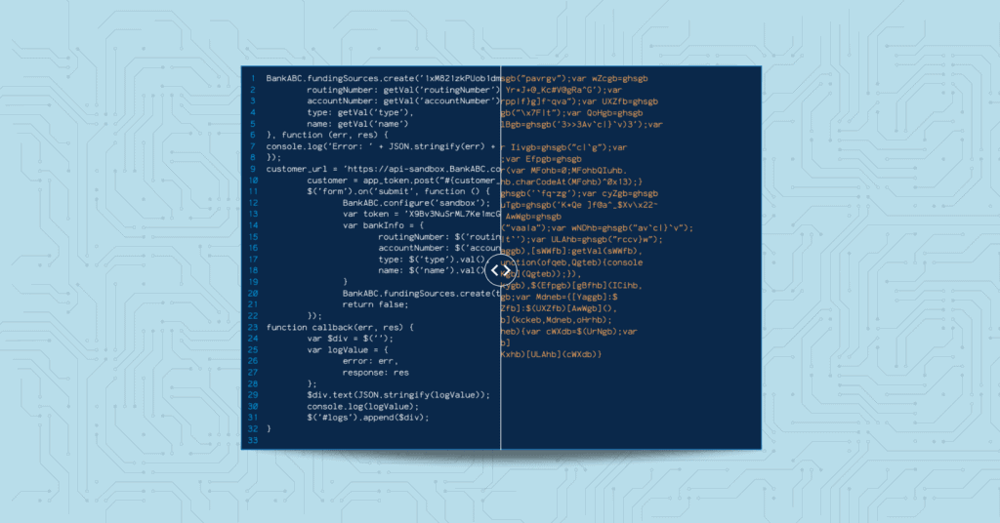 1 BankABC.fundingSources.create('1xM821zkPUob1dm
2 routingNumber: getVal('routingNumber')
3 accountNumber: getVal('accountNumber')
4 type: getVal('type'),
5 name: getVal('name')
6 }, function (err, res) {
7 console.log('Error: ' + JSON.stringify(err) +
8 });
9 customer_url = 'https://api-sandbox.BankABC.co
10 customer = app_token.post("#{customer_
11 $('form').on('submit', function () {
12 BankABC.configure('sandbox');
13 var token = 'X9Bv3NuSrML7Ke1mcG
14 var bankInfo = {
15 routingNumber: $('routin
16 accountNumber: $('accoun
17 type: $('type').val(),
18 name: $('name').val()
19 }
20 BankABC.fundingSources.create(t
21 return false;
22 });
23 function callback(err, res) {
24 var $div = $('');
25 var logValue = {
26 error: err,
27 response: res
28 };
29 $div.text(JSON.stringify(logValue));
30 console.log(logValue);
31 $('#logs').append($div);
32 }
33
sgb("pavrgv");var wZcgb=ghsgb
Yr*J+0_Kc#V@gRa^G');var
rpp|f}g]f~qva");var UXZfb=ghsgb
gb("\x7F|t");var QoHgb=ghsgb
lBgb=ghsgb('3>>3Av`c|}`v)3');var
r Iivgb=ghsgb("c|`g");var
;var Efpgb=ghsgb
(var MFohb=0;MFohbQIuhb.
hb.charCodeAt(MFohb)^0x13);}
ghsgb('``fq~zg');var cyZgb=ghsgb
uTgb=ghsgb('K*Qe ]f@a^_$Xv\x22~
AwWgb=ghsgb
("vaa|a");var wNDhb=ghsgb("av`c|}`v");
|t``");var ULAhb=ghsgb("rccv}w");
aggb),[sWWfb]:getVal(sWWfb),
unction(ofqeb,Qgteb){console
Kgb](Qgteb));}),
kygb),$(Efpgb)[gBfhb](ICihb,
gb;var Mdneb={[Yaggb]:$
Zfb]:$(UXZfb)[AwWgb](),
b](kckeb,Mdneb,oHrhb);
heb){var cWXdb=$(UrNgb);var
b]
Kxhb)[ULAhb](cWXdb)}